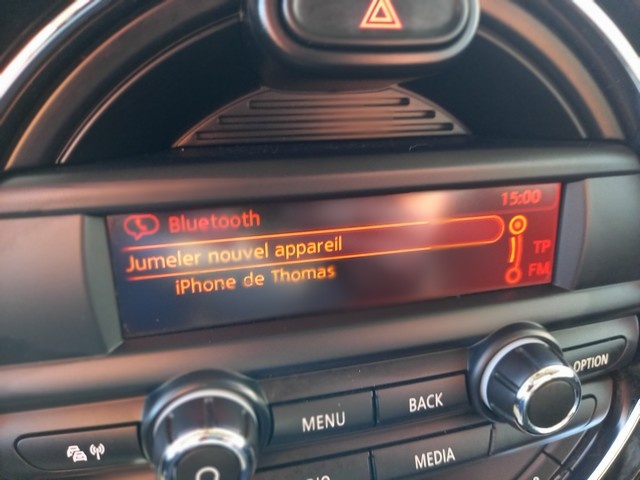 15:00
Bluetooth
Jumeler nouvel appareil
TP
iPhone de Thomas
FM
OPTION
MENU
BACK
MEDIA